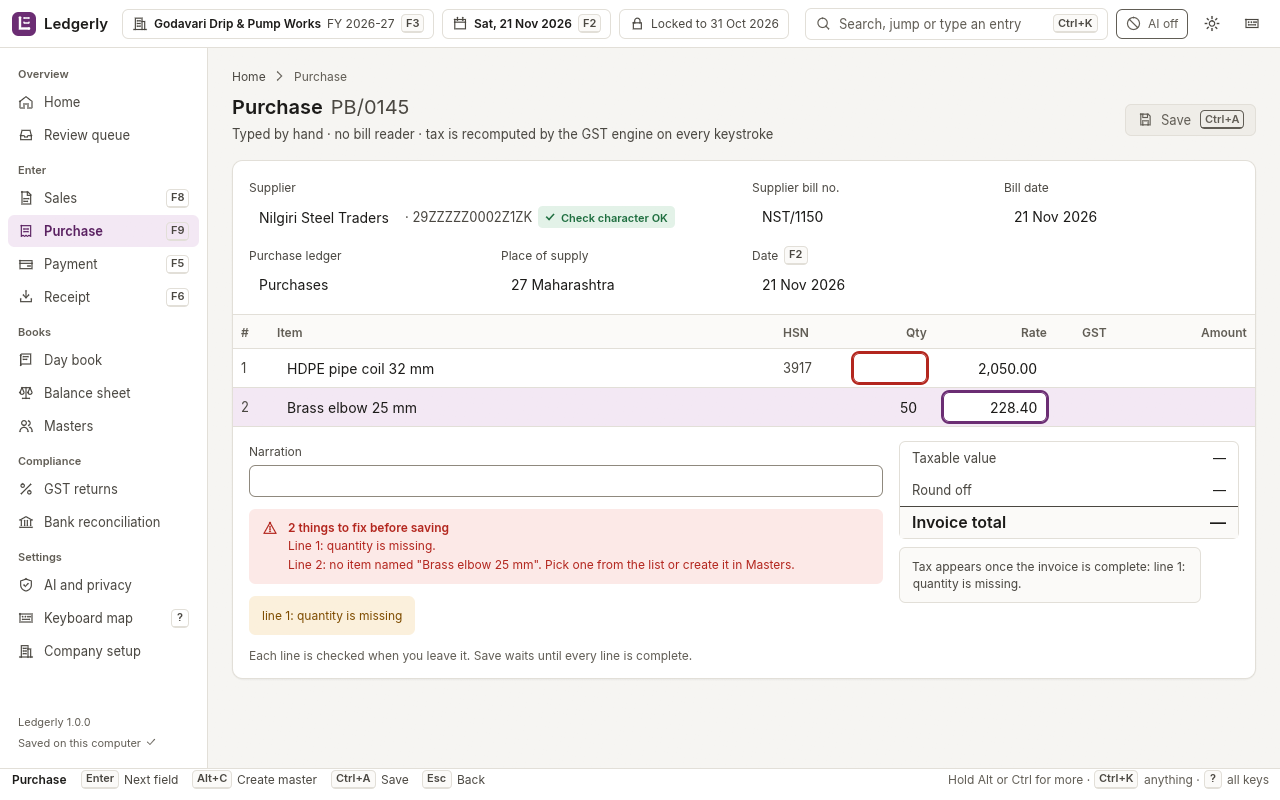 Ledgerly
Godavari Drip & Pump Works FY 2026-27 F3
Sat, 21 Nov 2026 F2
Locked to 31 Oct 2026
Search, jump or type an entry Ctrl+K
AI off
Overview
Home
Review queue
Enter
Sales F8
Purchase F9
Payment F5
Receipt F6
Books
Day book
Balance sheet
Masters
Compliance
GST returns
Bank reconciliation
Settings
AI and privacy
Keyboard map ?
Company setup
Ledgerly 1.0.0
Saved on this computer
Home Purchase
Purchase PB/0145
Typed by hand · no bill reader · tax is recomputed by the GST engine on every keystroke
Save Ctrl+A
Supplier Supplier bill no. Bill date
Nilgiri Steel Traders · 29ZZZZZ0002Z1ZK Check character OK NST/1150 21 Nov 2026
Purchase ledger Place of supply Date F2
Purchases 27 Maharashtra 21 Nov 2026
# Item HSN Qty Rate GST Amount
1 HDPE pipe coil 32 mm 3917 2,050.00
2 Brass elbow 25 mm 50 228.40
Narration
2 things to fix before saving
Line 1: quantity is missing.
Line 2: no item named "Brass elbow 25 mm". Pick one from the list or create it in Masters.
line 1: quantity is missing
Each line is checked when you leave it. Save waits until every line is complete.
Taxable value —
Round off —
Invoice total —
Tax appears once the invoice is complete: line 1:
quantity is missing.
Purchase Enter Next field Alt+C Create master Ctrl+A Save Esc Back
Hold Alt or Ctrl for more · Ctrl+K anything · ? all keys